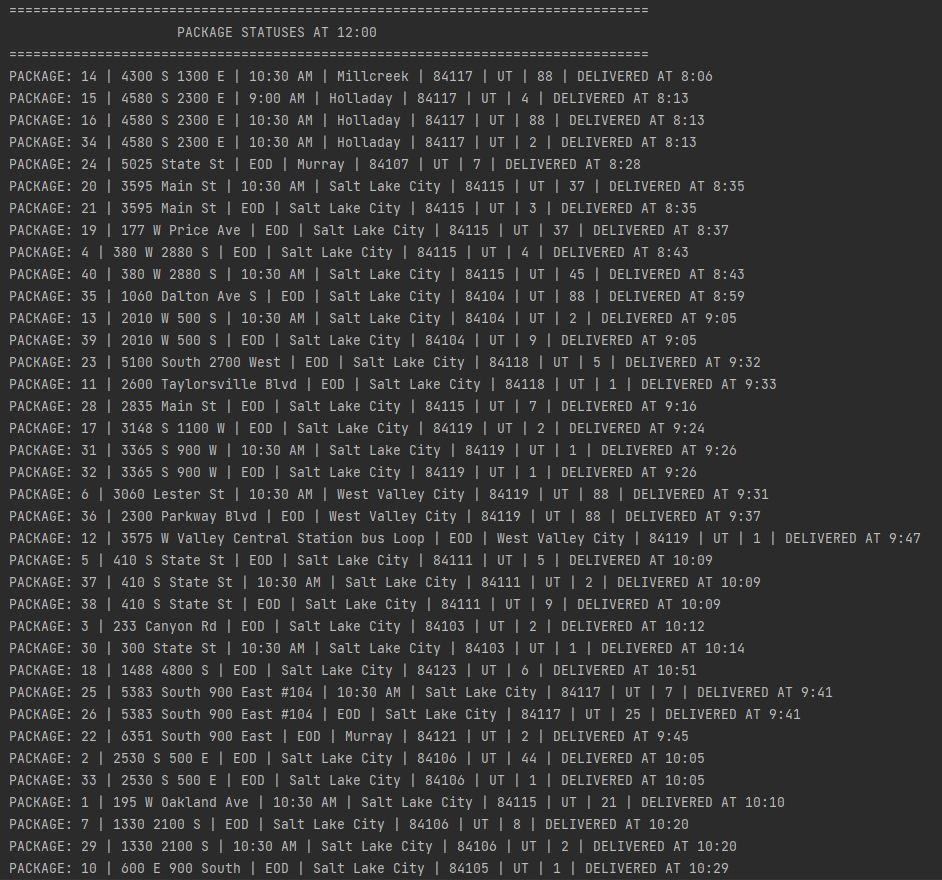 ================================================================================
PACKAGE STATUSES AT 12:00
================================================================================
PACKAGE: 14 | 4300 S 1300 E | 10:30 AM | Millcreek | 84117 | UT | 88 | DELIVERED AT 8:06
PACKAGE: 15 | 4580 S 2300 E | 9:00 AM | Holladay | 84117 | UT | 4 | DELIVERED AT 8:13
PACKAGE: 16 | 4580 S 2300 E | 10:30 AM | Holladay | 84117 | UT | 88 | DELIVERED AT 8:13
PACKAGE: 34 | 4580 S 2300 E | 10:30 AM | Holladay | 84117 | UT | 2 | DELIVERED AT 8:13
PACKAGE: 24 | 5025 State St | EOD | Murray | 84107 | UT | 7 | DELIVERED AT 8:28
PACKAGE: 20 | 3595 Main St | 10:30 AM | Salt Lake City | 84115 | UT | 37 | DELIVERED AT 8:35
PACKAGE: 21 | 3595 Main St | EOD | Salt Lake City | 84115 | UT | 3 | DELIVERED AT 8:35
PACKAGE: 19 | 177 W Price Ave | EOD | Salt Lake City | 84115 | UT | 37 | DELIVERED AT 8:37
PACKAGE: 4 | 380 W 2880 S | EOD | Salt Lake City | 84115 | UT | 4 | DELIVERED AT 8:43
PACKAGE: 40 | 380 W 2880 S | 10:30 AM | Salt Lake City | 84115 | UT | 45 | DELIVERED AT 8:43
PACKAGE: 35 | 1060 Dalton Ave S | EOD | Salt Lake City | 84104 | UT | 88 | DELIVERED AT 8:59
PACKAGE: 13 | 2010 W 500 S | 10:30 AM | Salt Lake City | 84104 | UT | 2 | DELIVERED AT 9:05
PACKAGE: 39 | 2010 W 500 S | EOD | Salt Lake City | 84104 | UT | 9 | DELIVERED AT 9:05
PACKAGE: 23 | 5100 South 2700 West | EOD | Salt Lake City | 84118 | UT | 5 | DELIVERED AT 9:32
PACKAGE: 11 | 2600 Taylorsville Blvd | EOD | Salt Lake City | 84118 | UT | 1 | DELIVERED AT 9:33
PACKAGE: 28 | 2835 Main St | EOD | Salt Lake City | 84115 | UT | 7 | DELIVERED AT 9:16
PACKAGE: 17 | 3148 S 1100 W | EOD | Salt Lake City | 84119 | UT | 2 | DELIVERED AT 9:24
PACKAGE: 31 | 3365 S 900 W | 10:30 AM | Salt Lake City | 84119 | UT | 1 | DELIVERED AT 9:26
PACKAGE: 32 | 3365 S 900 W | EOD | Salt Lake City | 84119 | UT | 1 | DELIVERED AT 9:26
PACKAGE: 6 | 3060 Lester St | 10:30 AM | West Valley City | 84119 | UT | 88 | DELIVERED AT 9:31
PACKAGE: 36 | 2300 Parkway Blvd | EOD | West Valley City | 84119 | UT | 88 | DELIVERED AT 9:37
PACKAGE: 12 | 3575 W Valley Central Station bus Loop | EOD | West Valley City | 84119 | UT | 1 | DELIVERED AT 9:47
PACKAGE: 5 | 410 S State St | EOD | Salt Lake City | 84111 | UT | 5 | DELIVERED AT 10:09
PACKAGE: 37 | 410 S State St | 10:30 AM | Salt Lake City | 84111 | UT | 2 | DELIVERED AT 10:09
PACKAGE: 38 | 410 S State St | EOD | Salt Lake City | 84111 | UT | 9 | DELIVERED AT 10:09
PACKAGE: 3 | 233 Canyon Rd | EOD | Salt Lake City | 84103 | UT | 2 | DELIVERED AT 10:12
PACKAGE: 30 | 300 State St | 10:30 AM | Salt Lake City | 84103 | UT | 1 | DELIVERED AT 10:14
PACKAGE: 18 | 1488 4800 S | EOD | Salt Lake City | 84123 | UT | 6 | DELIVERED AT 10:51
PACKAGE: 25 | 5383 South 900 East #104 | 10:30 AM | Salt Lake City | 84117 | UT | 7 | DELIVERED AT 9:41
PACKAGE: 26 | 5383 South 900 East #104 | EOD | Salt Lake City | 84117 | UT | 25 | DELIVERED AT 9:41
PACKAGE: 22 | 6351 South 900 East | EOD | Murray | 84121 | UT | 2 | DELIVERED AT 9:45
PACKAGE: 2 | 2530 S 500 E | EOD | Salt Lake City | 84106 | UT | 44 | DELIVERED AT 10:05
PACKAGE: 33 | 2530 S 500 E | EOD | Salt Lake City | 84106 | UT | 1 | DELIVERED AT 10:05
PACKAGE: 1 | 195 W Oakland Ave | 10:30 AM | Salt Lake City | 84115 | UT | 21 | DELIVERED AT 10:10
PACKAGE: 7 | 1330 2100 S | EOD | Salt Lake City | 84106 | UT | 8 | DELIVERED AT 10:20
PACKAGE: 29 | 1330 2100 S | 10:30 AM | Salt Lake City | 84106 | UT | 2 | DELIVERED AT 10:20
PACKAGE: 10 | 600 E 900 South | EOD | Salt Lake City | 84105 | UT | 1 | DELIVERED AT 10:29